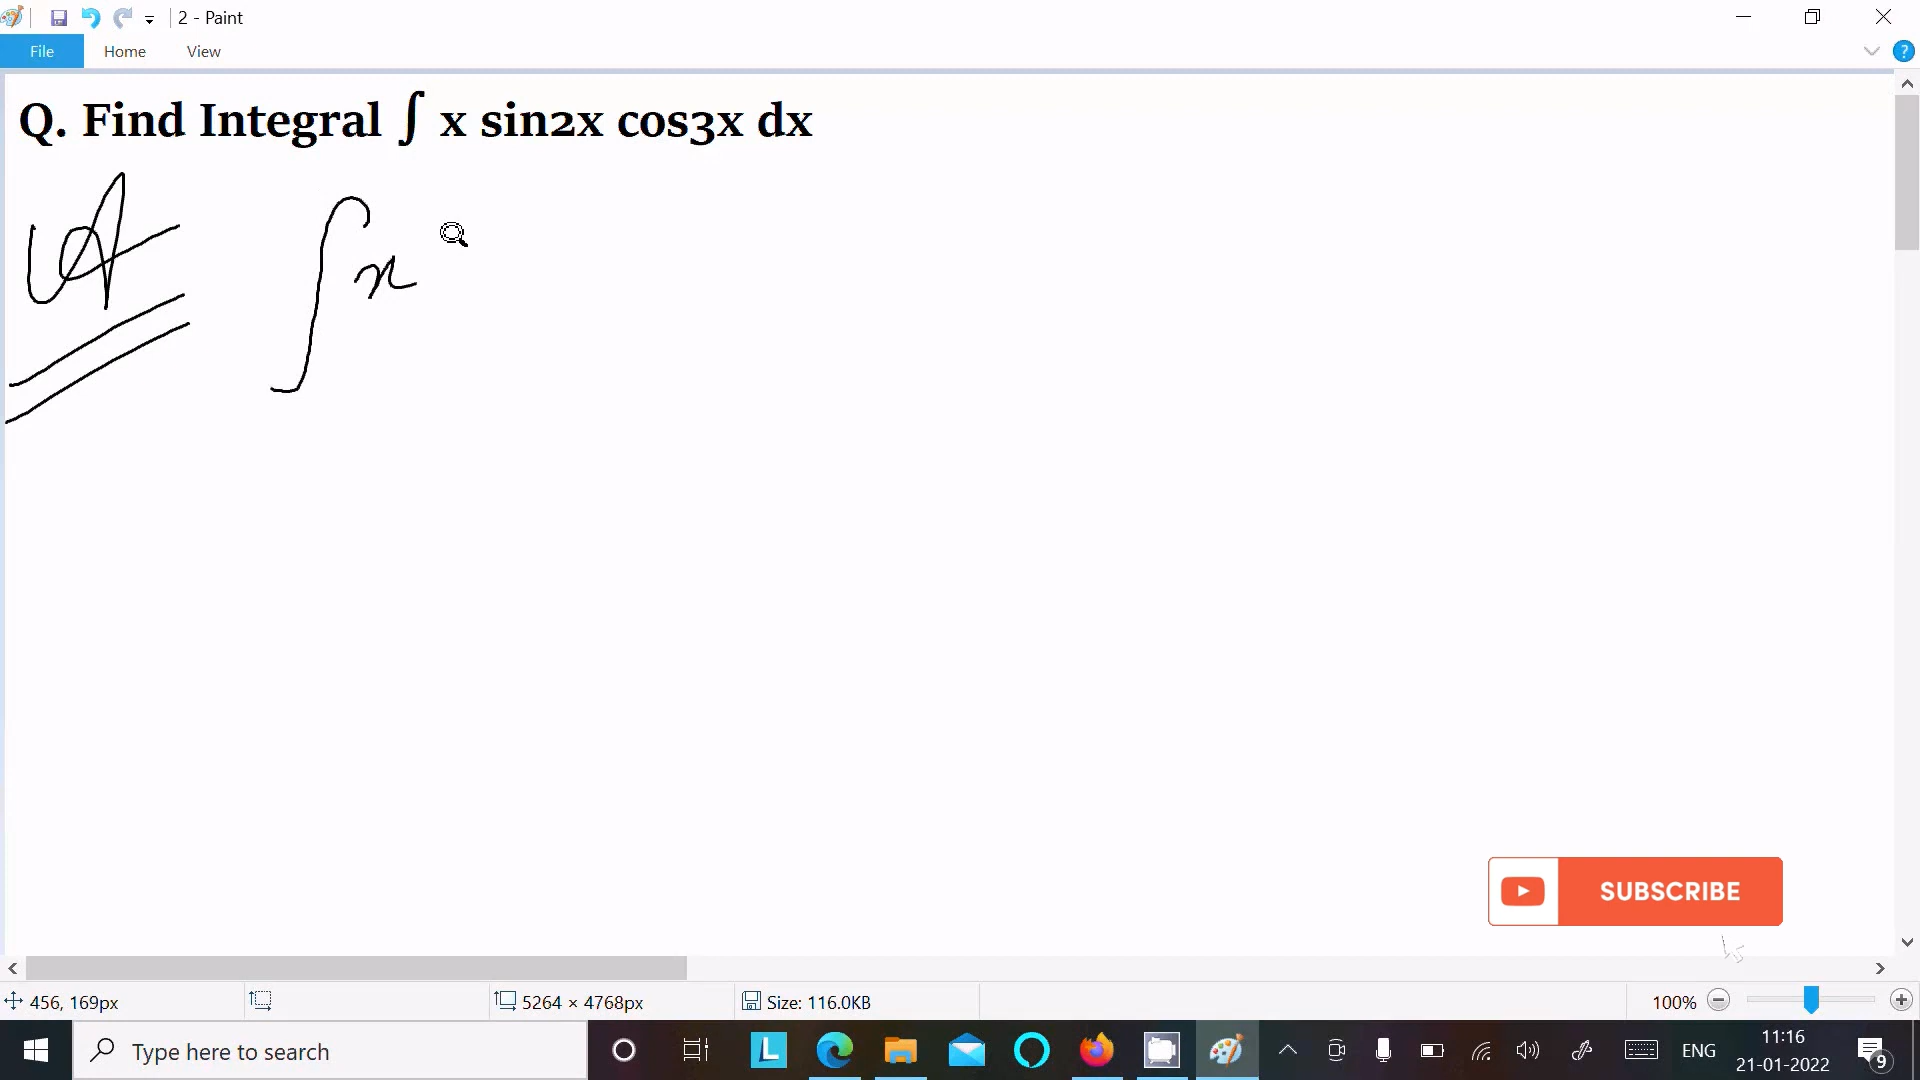 2 - Paint
File Home View
Q. Find Integral ∫ x sin2x cos3x dx
∫ x
SUBSCRIBE
456, 169px 5264 × 4768px Size: 116.0KB 100%
Type here to search L ENG 11:16
21-01-2022 9